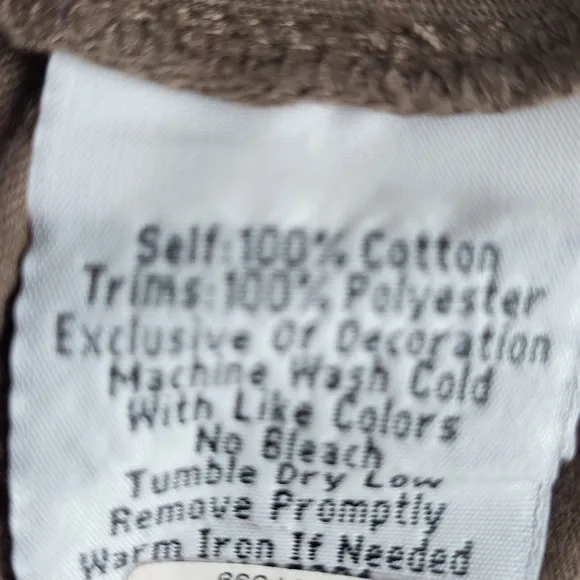 Self: 100% Cotton
Trims: 100% Polyester
Exclusive Of Decoration
Machine Wash Cold
With Like Colors
No Bleach
Tumble Dry Low
Remove Promptly
Warm Iron If Needed